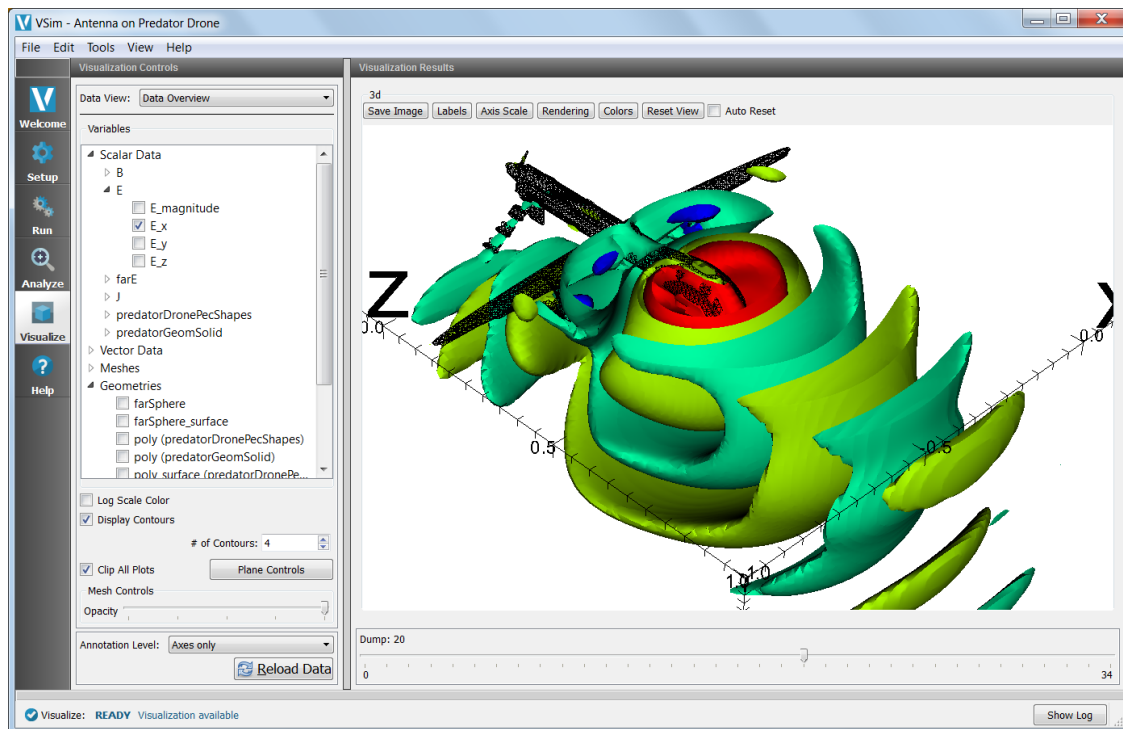 VSim - Antenna on Predator Drone
File Edit Tools View Help
Visualization Controls
Visualization Results
Welcome
Setup
Run
Analyze
Visualize
Help
Data View: Data Overview
Variables
Scalar Data
B
E
E_magnitude
E_x
E_y
E_z
farE
J
predatorDronePecShapes
predatorGeomSolid
Vector Data
Meshes
Geometries
farSphere
farSphere_surface
poly (predatorDronePecShapes)
poly (predatorGeomSolid)
poly_surface (predatorDronePe...
Log Scale Color
Display Contours
# of Contours: 4
Clip All Plots Plane Controls
Mesh Controls
Opacity
Annotation Level: Axes only
Reload Data
3d
Save Image Labels Axis Scale Rendering Colors Reset View Auto Reset
Z
X
0.0
0.0
0.5
-0.5
1.0
-1.0
Dump: 20
0 34
Visualize: READY Visualization available
Show Log